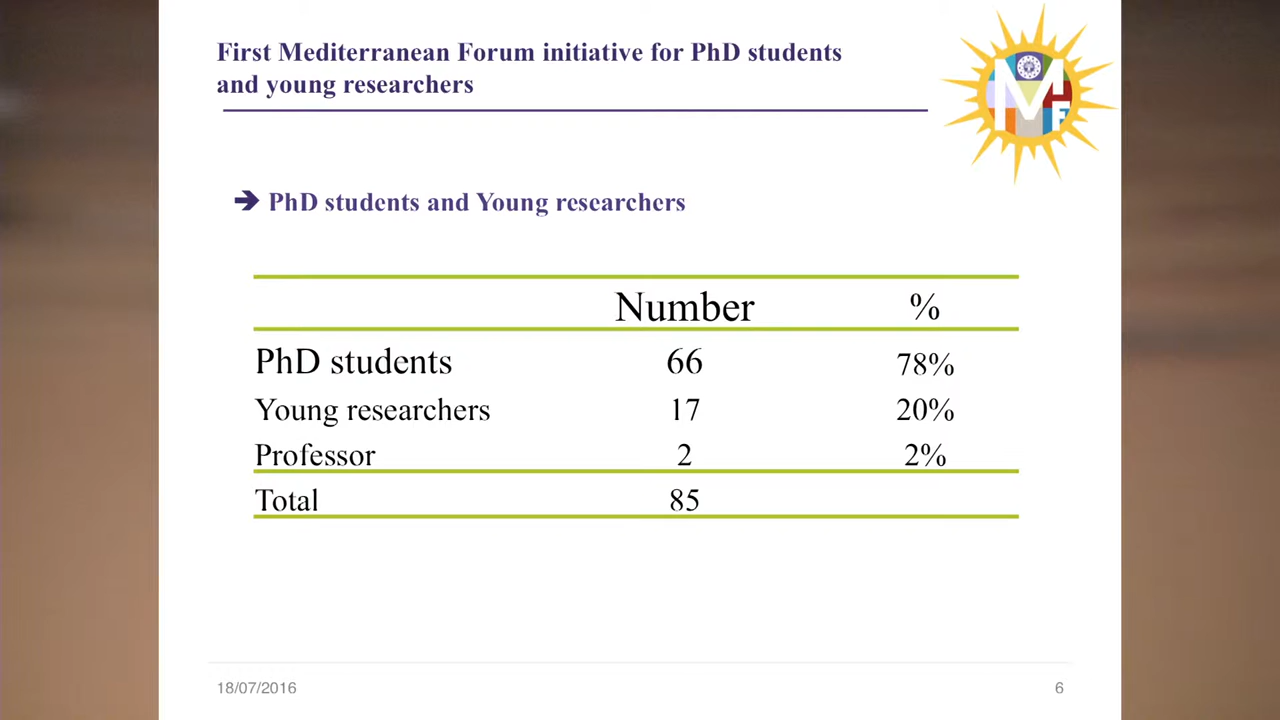 First Mediterranean Forum initiative for PhD students
and young researchers
MF
➔ PhD students and Young researchers
Number %
PhD students 66 78%
Young researchers 17 20%
Professor 2 2%
Total 85
18/07/2016 6